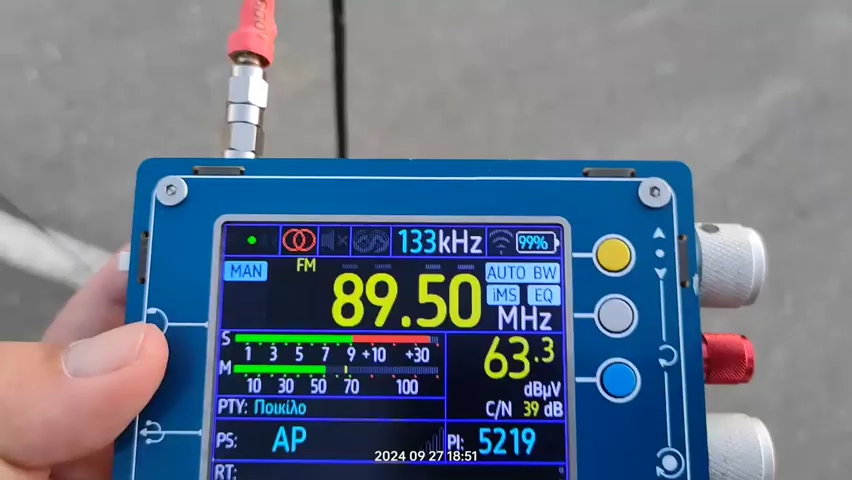 133kHz 99%
MAN FM AUTO BW
89.50 iMS EQ
MHz
S 1 3 5 7 9 +10 +30
63.3
M 10 30 50 70 100
dBµV
C/N 39 dB
PTY: Ποικίλο
PS: AP PI: 5219
2024 09 27 18:51
RT: